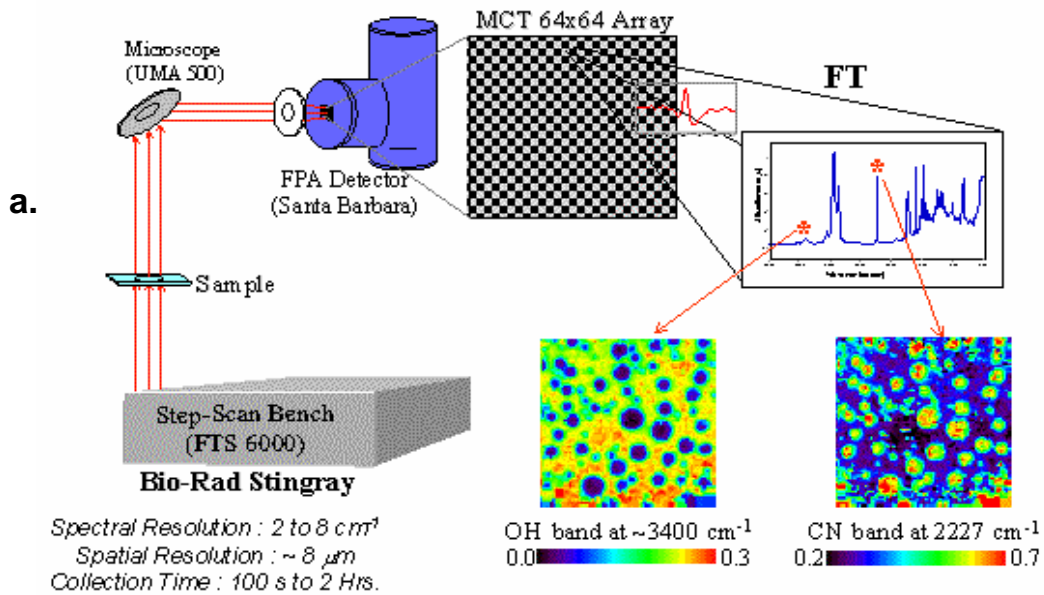 a.
MCT 64x64 Array
Microscope
(UMA 500)
FT
FPA Detector
(Santa Barbara)
*
*
Sample
Step-Scan Bench
(FTS 6000)
Bio-Rad Stingray
Spectral Resolution : 2 to 8 cm⁻¹
Spatial Resolution : ~ 8 μm
Collection Time : 100 s to 2 Hrs.
OH band at ~3400 cm⁻¹
0.0 0.3
CN band at 2227 cm⁻¹
0.2 0.7